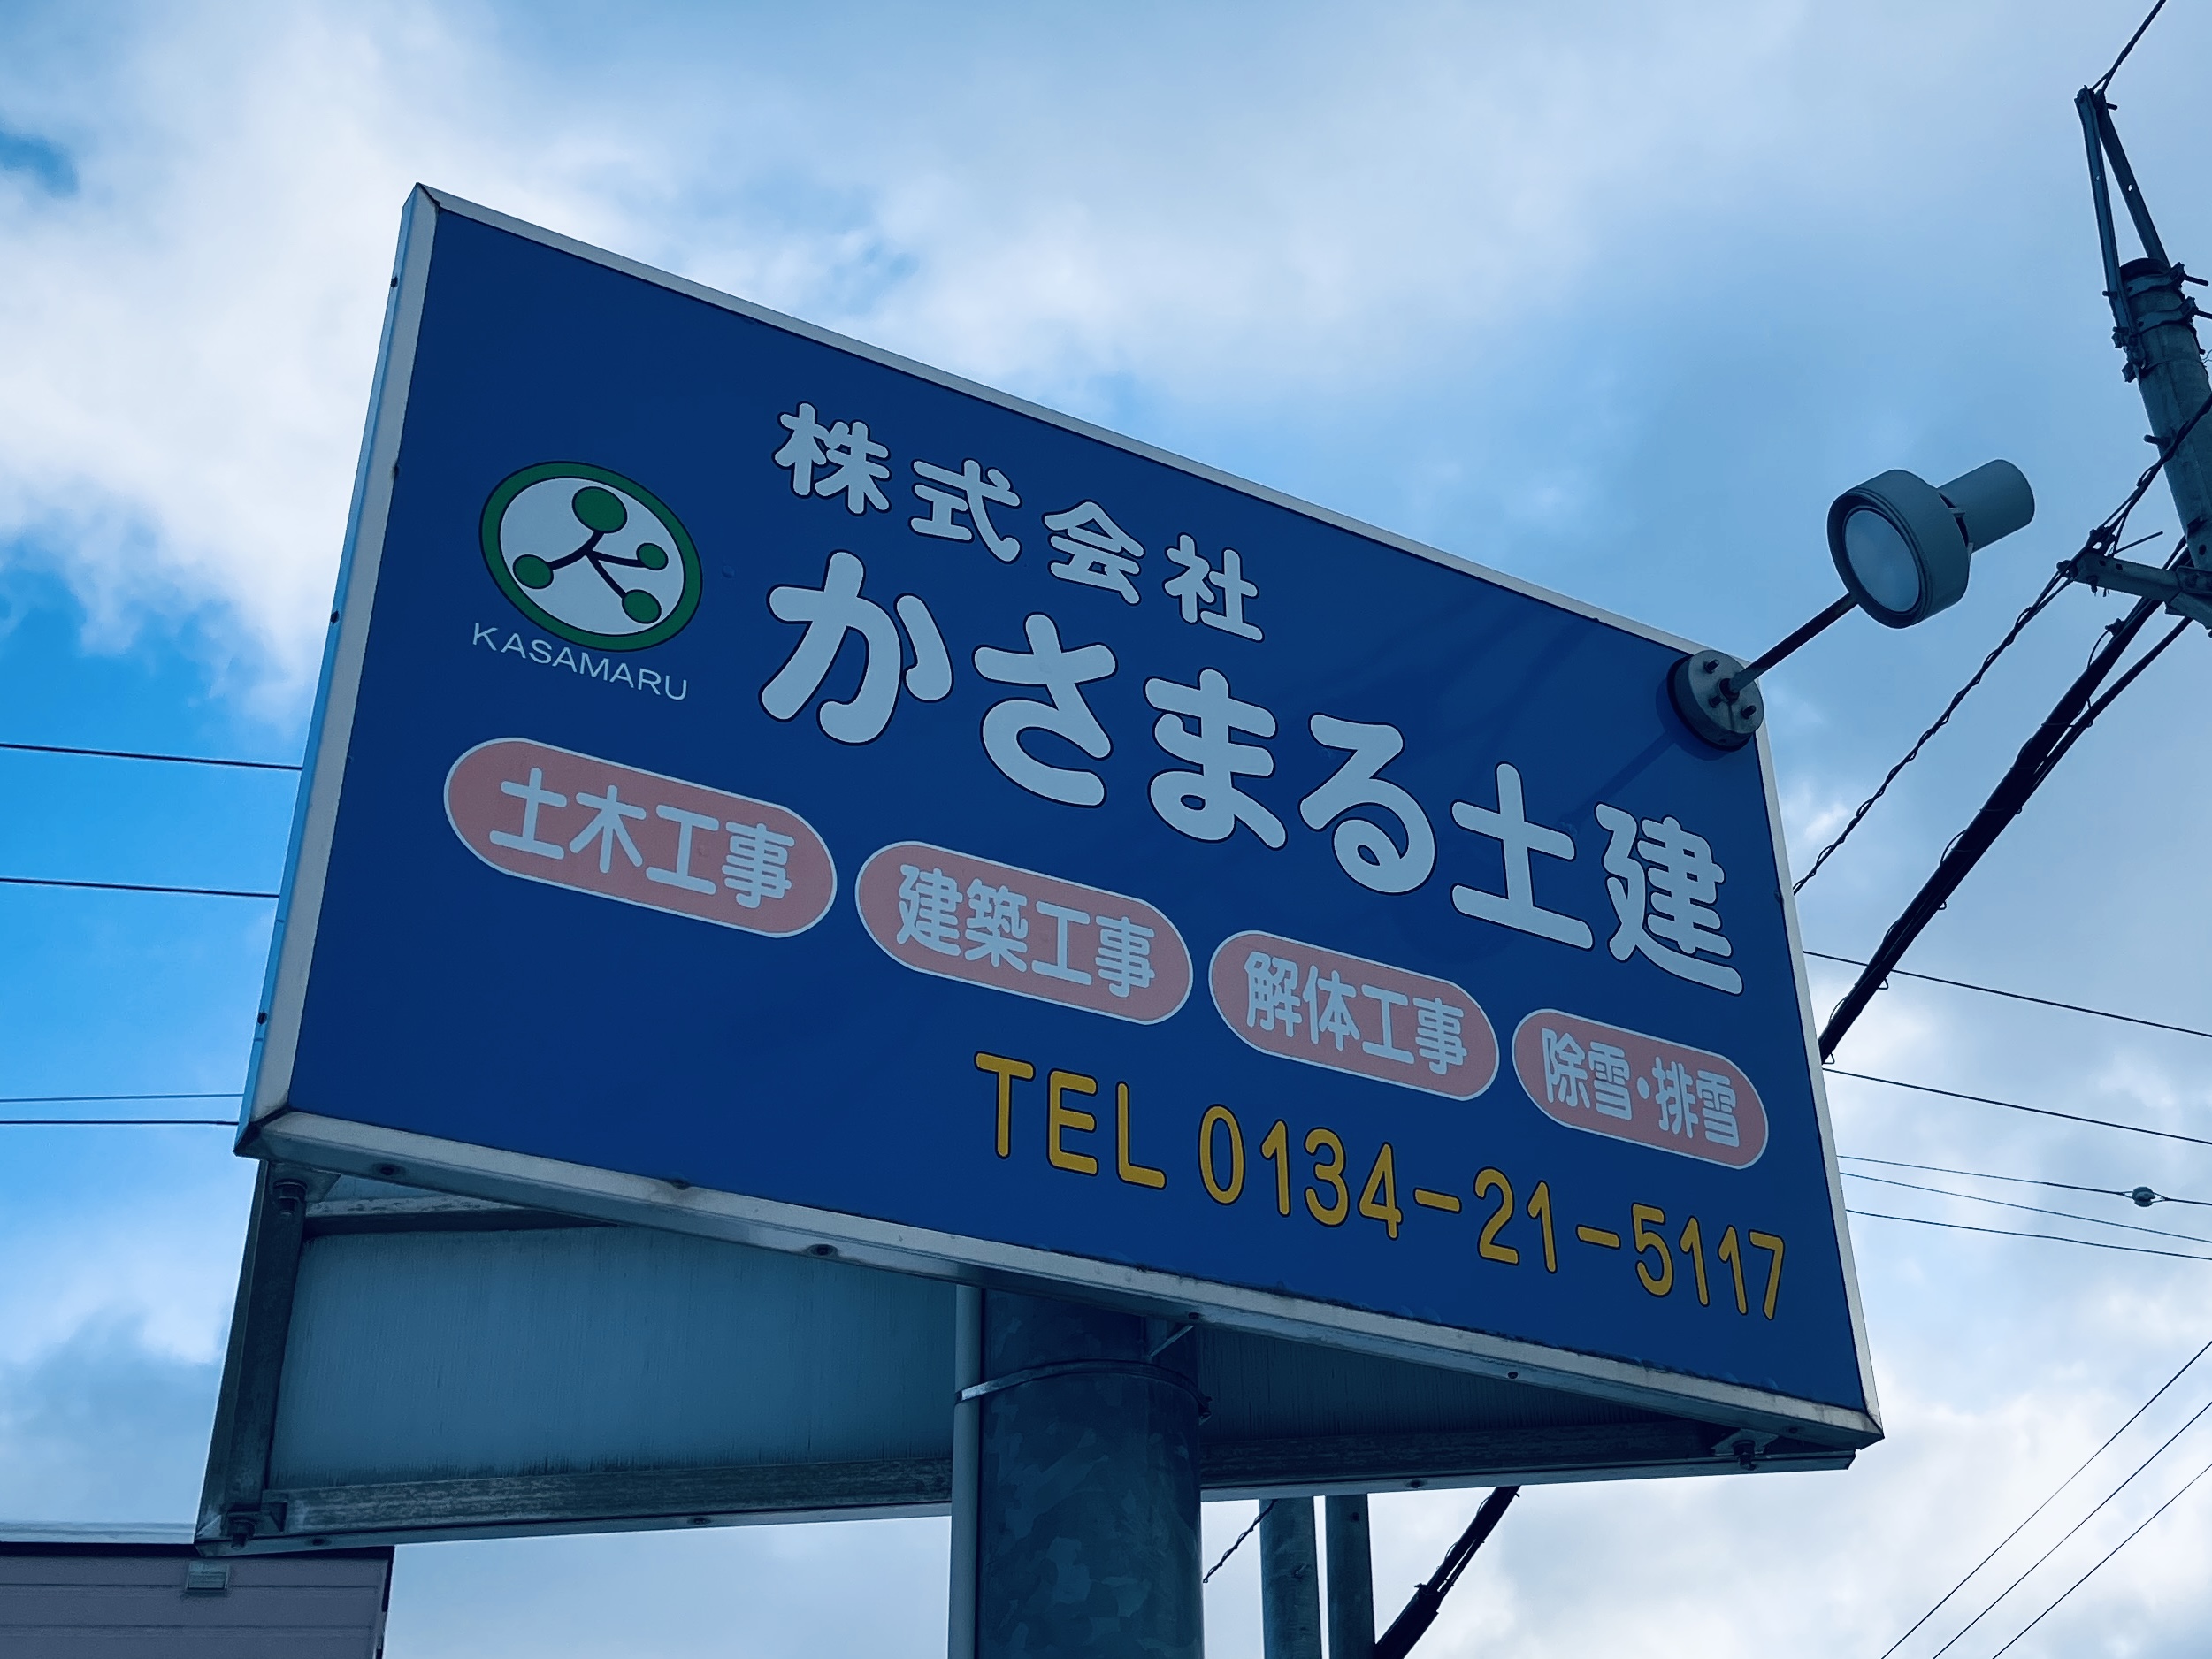 株式会社
かさまる土建
KASAMARU
土木工事 建築工事 解体工事 除雪・排雪
TEL 0134-21-5117